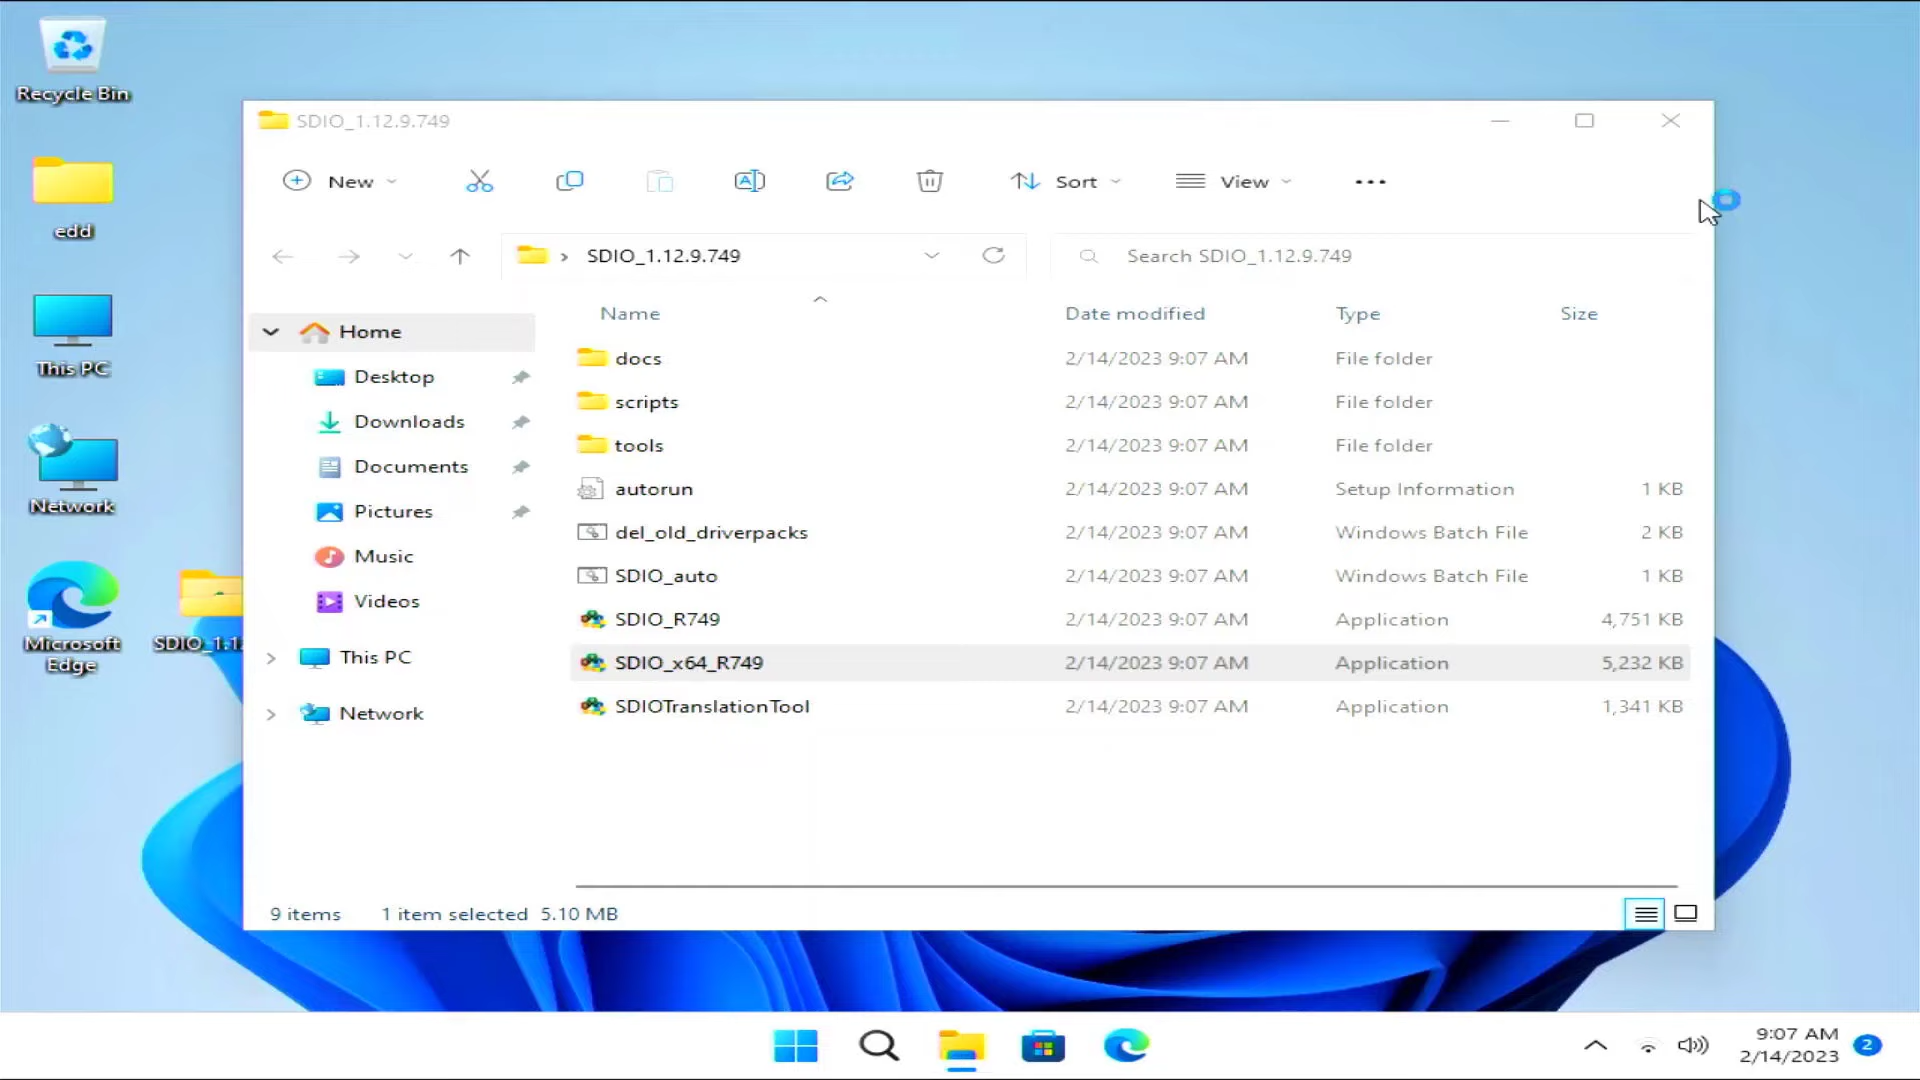 Recycle Bin
edd
This PC
Network
Microsoft
Edge
SDIO_1.1
SDIO_1.12.9.749
New
Sort
View
SDIO_1.12.9.749
Search SDIO_1.12.9.749
Home
Desktop
Downloads
Documents
Pictures
Music
Videos
This PC
Network
Name Date modified Type Size
docs 2/14/2023 9:07 AM File folder
scripts 2/14/2023 9:07 AM File folder
tools 2/14/2023 9:07 AM File folder
autorun 2/14/2023 9:07 AM Setup Information 1 KB
del_old_driverpacks 2/14/2023 9:07 AM Windows Batch File 2 KB
SDIO_auto 2/14/2023 9:07 AM Windows Batch File 1 KB
SDIO_R749 2/14/2023 9:07 AM Application 4,751 KB
SDIO_x64_R749 2/14/2023 9:07 AM Application 5,232 KB
SDIOTranslationTool 2/14/2023 9:07 AM Application 1,341 KB
9 items 1 item selected 5.10 MB
9:07 AM
2/14/2023
2